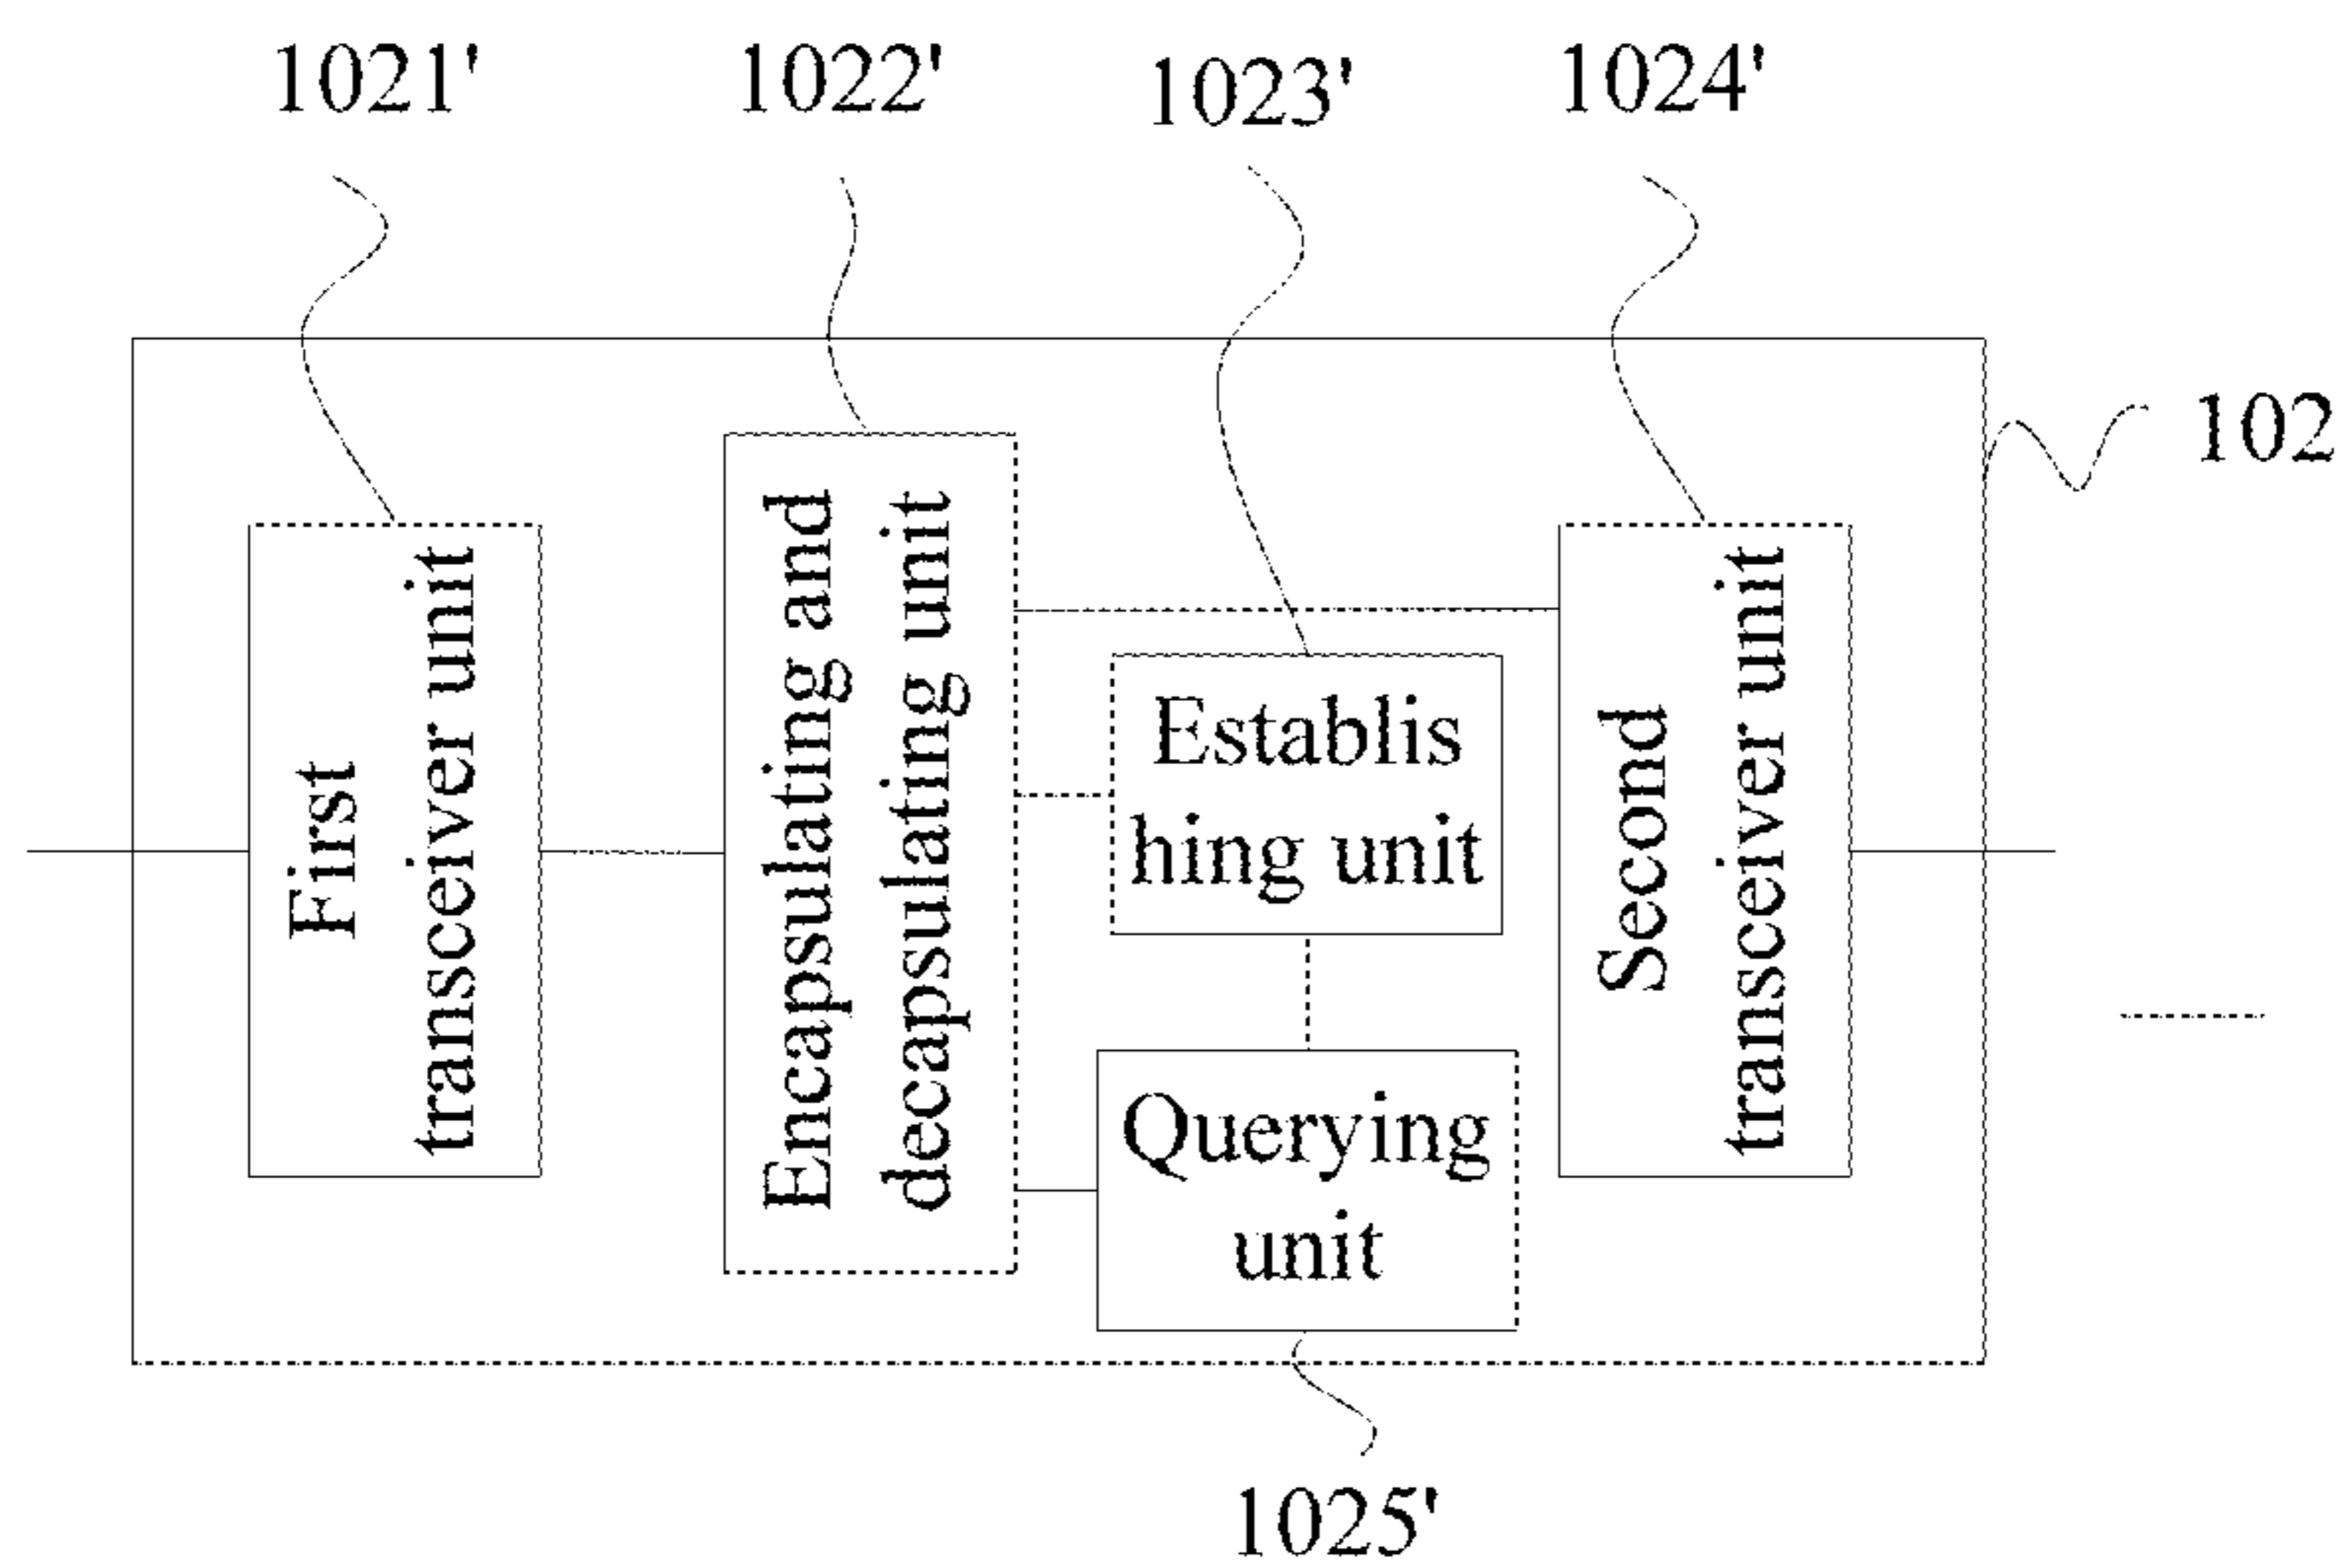 1021'
1022'
1023'
1024'
102
First
transceiver unit
Encapsulating and
decapsulating unit
Establis
hing unit
Querying
unit
Second
transceiver unit
1025'